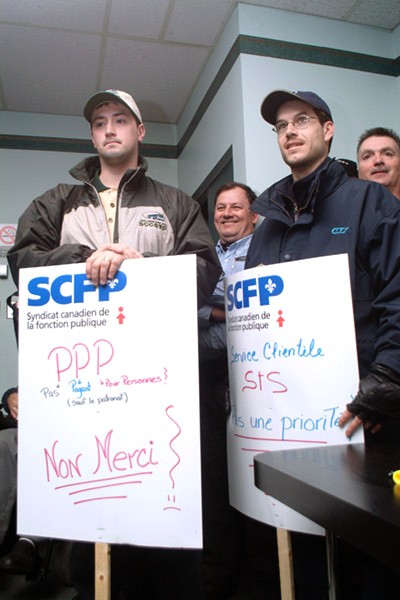 SCFP
Syndicat canadien de
la fonction publique
PPP
Pas Payant Pour Personnes?
(sauf le patronat)
Non Merci
SCFP
Syndicat canadien de
la fonction publique
Service Clientèle
STS
Pas une priorité